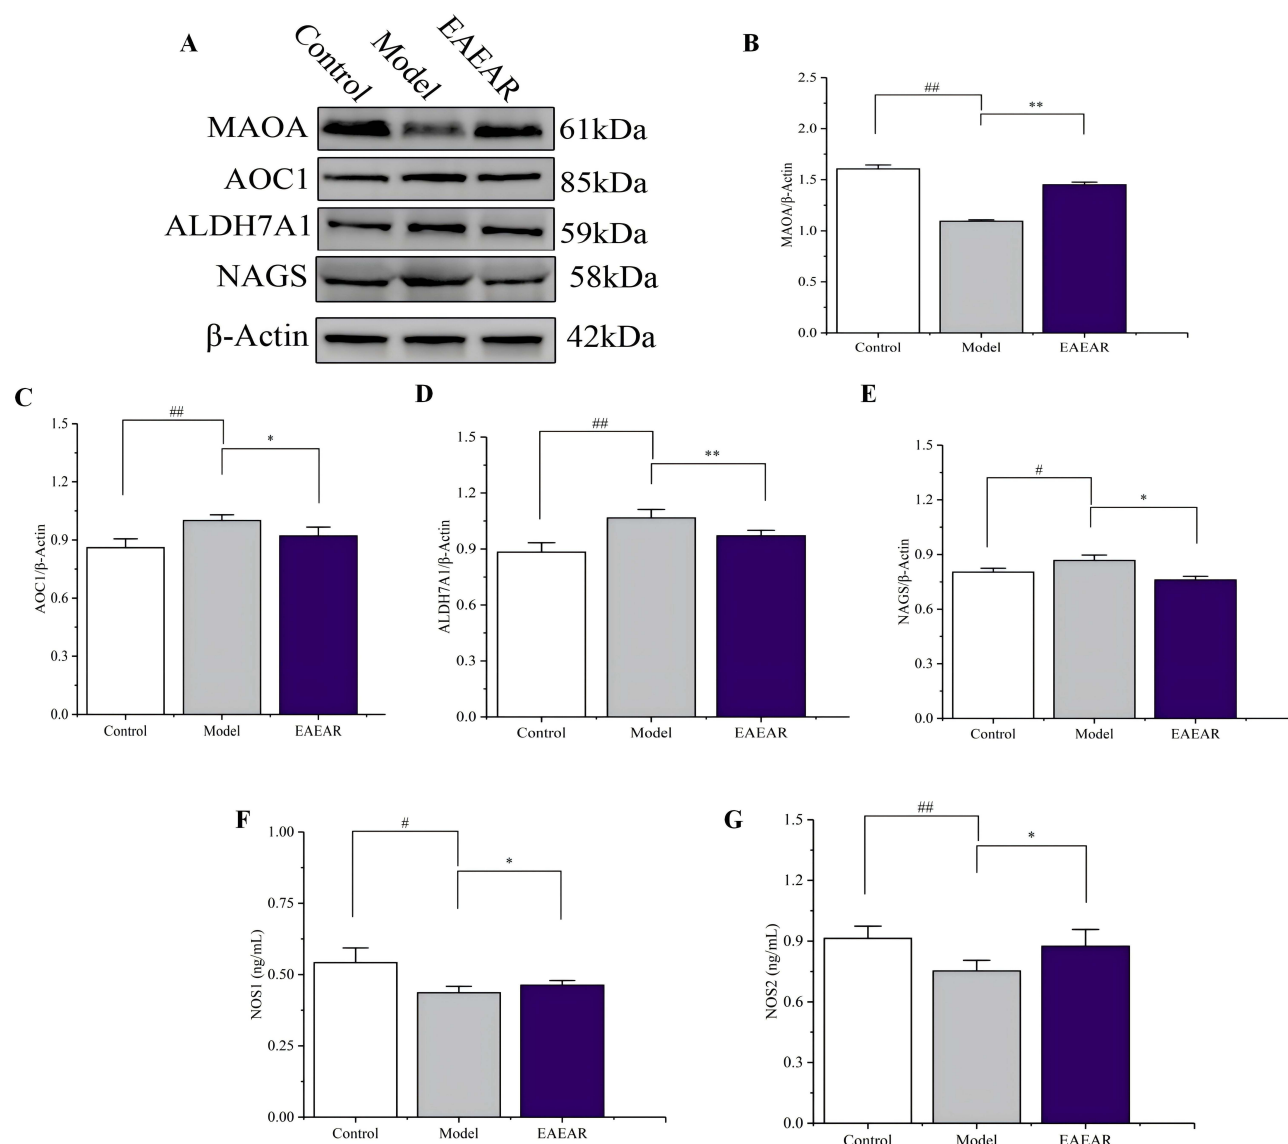 A
Control
Model
EAEAR
MAOA 61kDa
AOC1 85kDa
ALDH7A1 59kDa
NAGS 58kDa
β-Actin 42kDa
B
MAOA/β-Actin
2.5
2.0
1.5
1.0
0.5
0.0
##
**
Control Model EAEAR
C
AOC1/β-Actin
1.5
1.2
0.9
0.6
0.3
0.0
##
*
Control Model EAEAR
D
ALDH7A1/β-Actin
1.5
1.2
0.9
0.6
0.3
0.0
##
**
Control Model EAEAR
E
NAGS/β-Actin
1.5
1.2
0.9
0.6
0.3
0.0
#
*
Control Model EAEAR
F
NOS1 (ng/mL)
1.00
0.75
0.50
0.25
0.00
#
*
Control Model EAEAR
G
NOS2 (ng/mL)
1.5
1.2
0.9
0.6
0.3
0.0
##
*
Control Model EAEAR